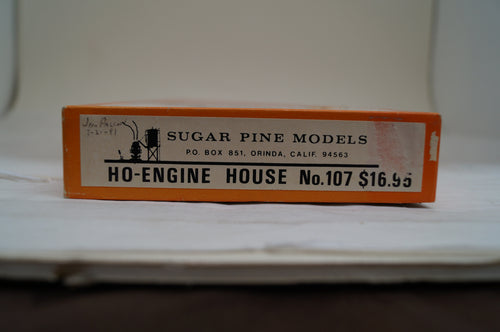 SUGAR PINE MODELS
P.O. BOX 851, ORINDA, CALIF. 94563
HO-ENGINE HOUSE No.107 $16.95